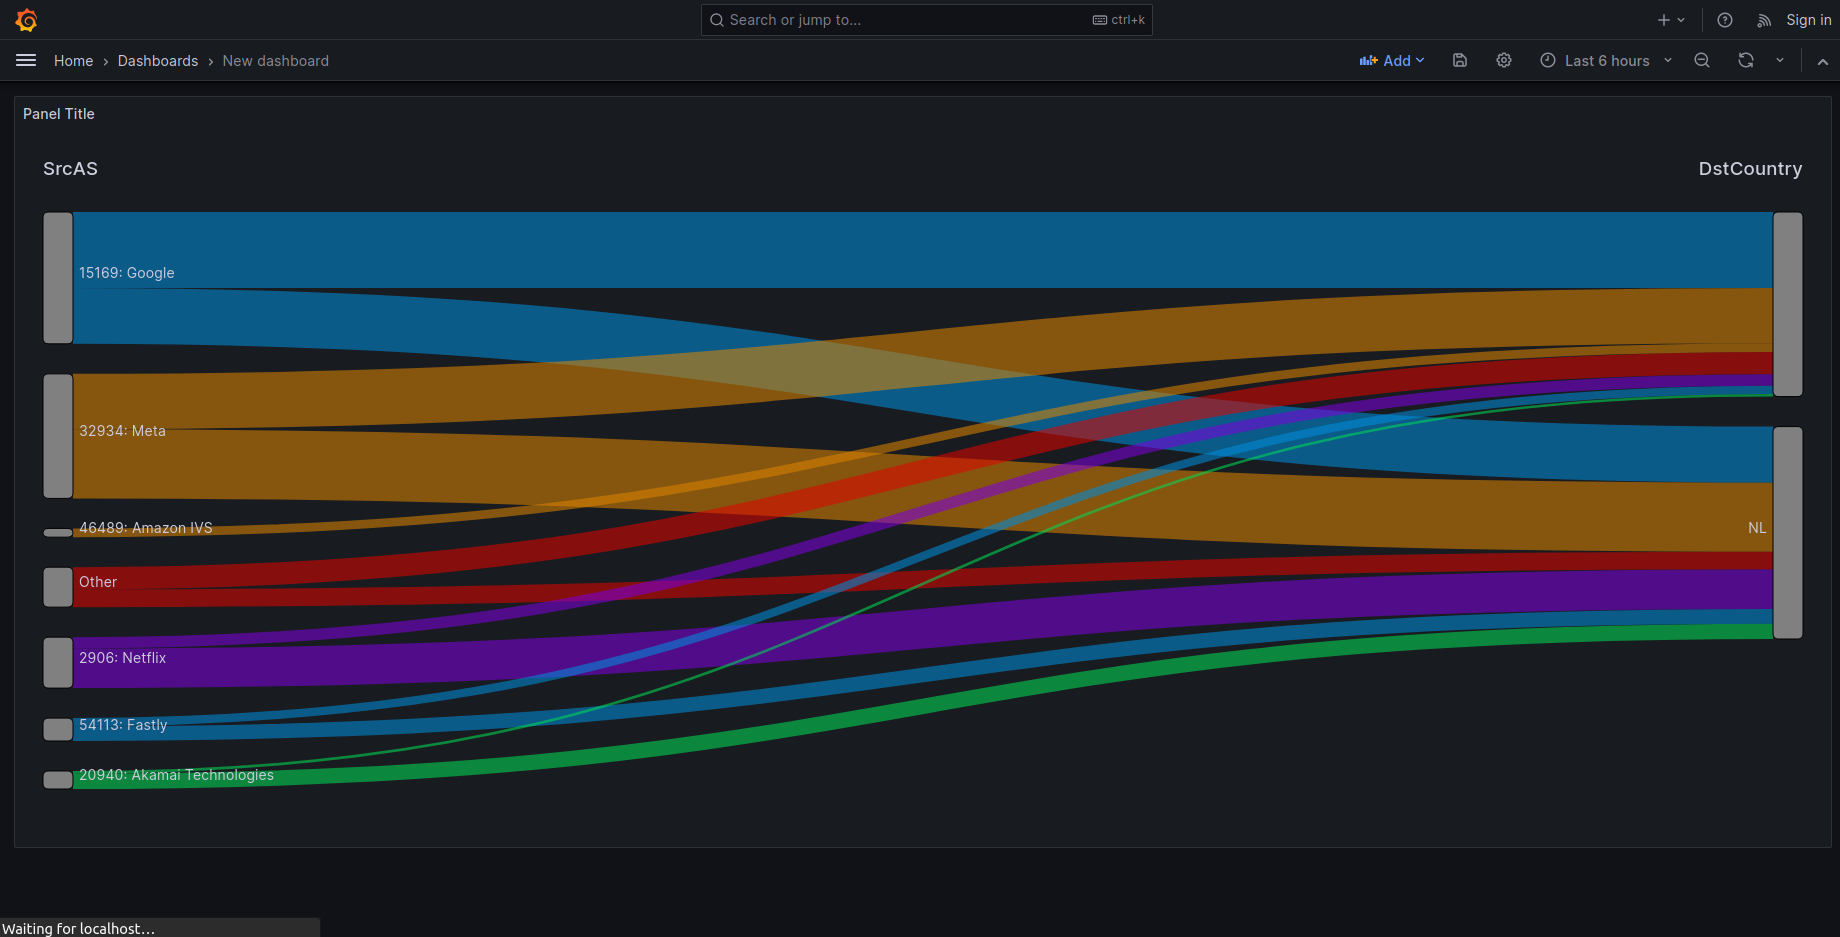 Search or jump to...
ctrl+k
Sign in
Home › Dashboards › New dashboard
Add
Last 6 hours
Panel Title
SrcAS
DstCountry
15169: Google
32934: Meta
46489: Amazon IVS
NL
Other
2906: Netflix
54113: Fastly
20940: Akamai Technologies
Waiting for localhost...